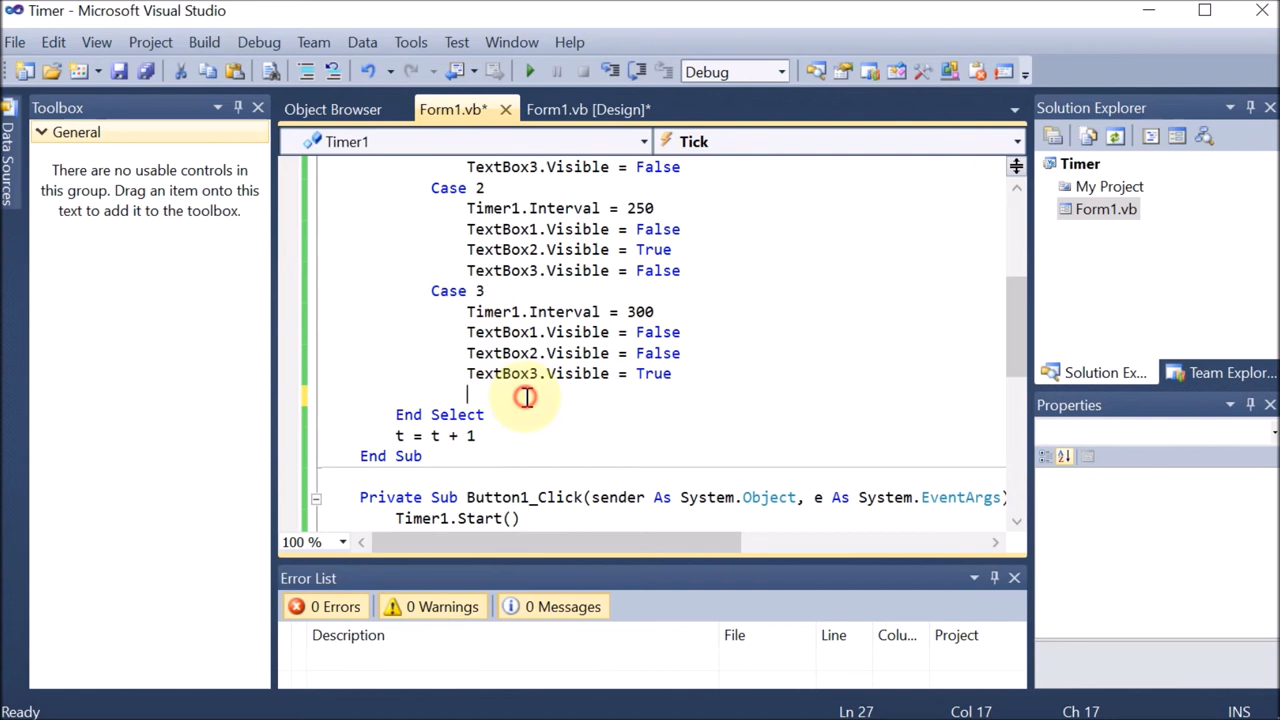 Timer - Microsoft Visual Studio
File Edit View Project Build Debug Team Data Tools Test Window Help
Debug
Data Sources
Toolbox
General
There are no usable controls in
this group. Drag an item onto this
text to add it to the toolbox.
Object Browser Form1.vb* Form1.vb [Design]*
Timer1 Tick
TextBox3.Visible = False
Case 2
Timer1.Interval = 250
TextBox1.Visible = False
TextBox2.Visible = True
TextBox3.Visible = False
Case 3
Timer1.Interval = 300
TextBox1.Visible = False
TextBox2.Visible = False
TextBox3.Visible = True
End Select
t = t + 1
End Sub
Private Sub Button1_Click(sender As System.Object, e As System.EventArgs)
Timer1.Start()
100 %
Error List
0 Errors 0 Warnings 0 Messages
Description File Line Colu... Project
Solution Explorer
Timer
My Project
Form1.vb
Solution Ex... Team Explor...
Properties
Ready Ln 27 Col 17 Ch 17 INS